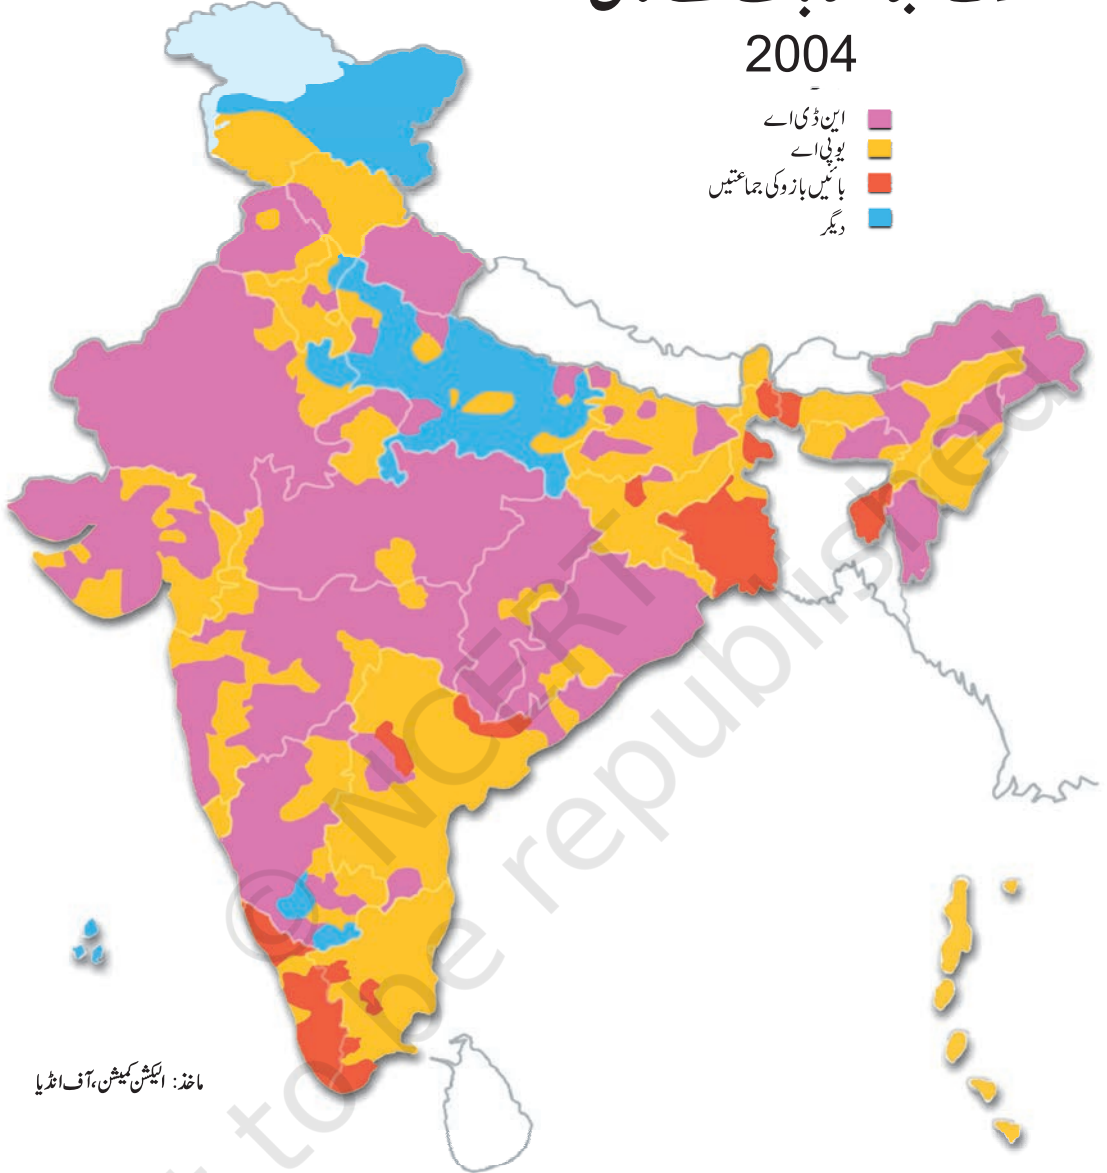 2004
این ڈی اے
یو پی اے
بائیں بازو کی جماعتیں
دیگر
ماخذ: الیکشن کمیشن، آف انڈیا
© NCERT
to be republished